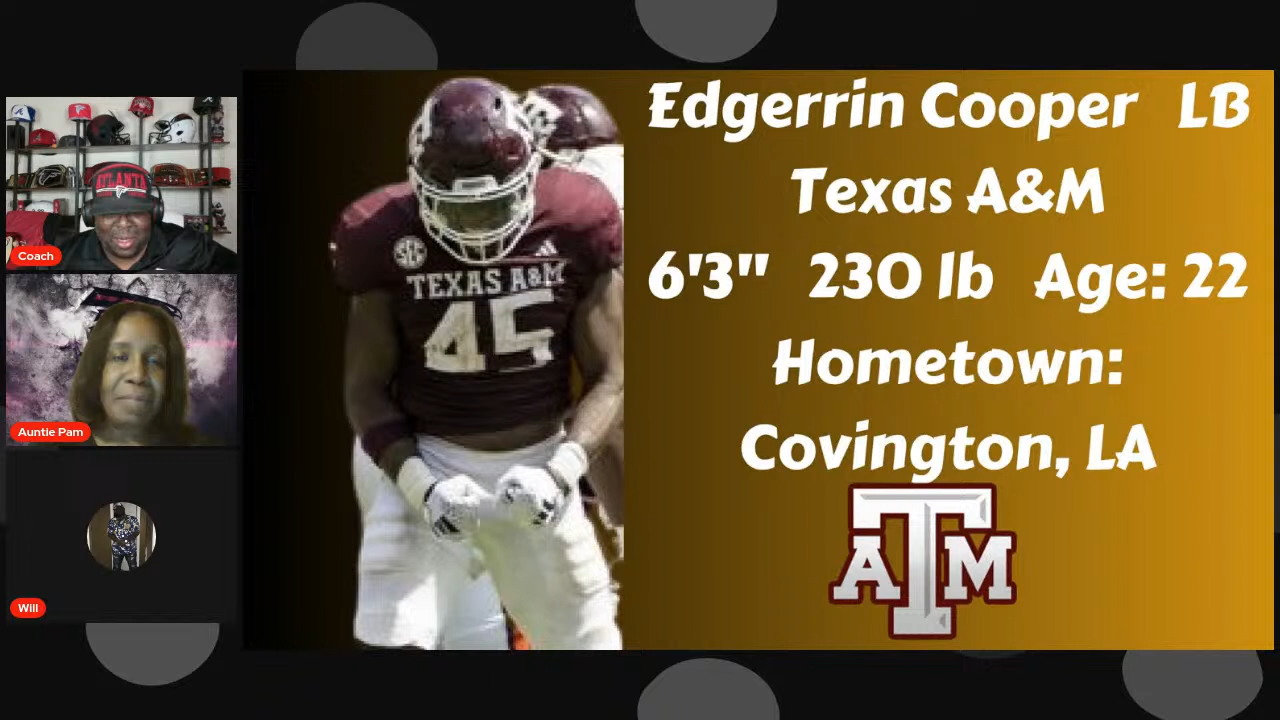 Edgerrin Cooper LB
Texas A&M
6'3" 230 lb Age: 22
Hometown:
Covington, LA
ATM
SEC
TEXAS A&M
45
ATLANTA
Coach
Auntie Pam
Will